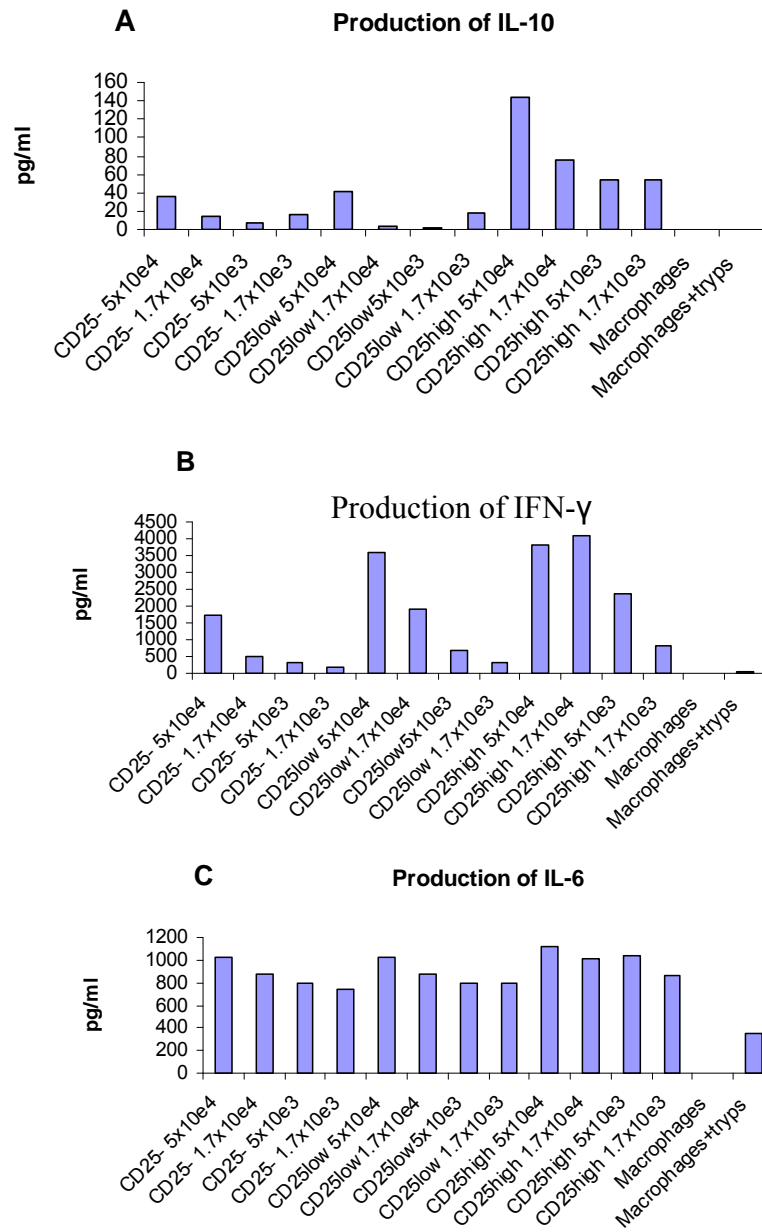 A
Production of IL-10
pg/ml
160
140
120
100
80
60
40
20
0
CD25- 5x10e4
CD25- 1.7x10e4
CD25- 5x10e3
CD25- 1.7x10e3
CD25low 5x10e4
CD25low1.7x10e4
CD25low5x10e3
CD25low 1.7x10e3
CD25high 5x10e4
CD25high 1.7x10e4
CD25high 5x10e3
CD25high 1.7x10e3
Macrophages
Macrophages+tryps
B
Production of IFN-γ
pg/ml
4500
4000
3500
3000
2500
2000
1500
1000
500
0
CD25- 5x10e4
CD25- 1.7x10e4
CD25- 5x10e3
CD25- 1.7x10e3
CD25low 5x10e4
CD25low1.7x10e4
CD25low5x10e3
CD25low 1.7x10e3
CD25high 5x10e4
CD25high 1.7x10e4
CD25high 5x10e3
CD25high 1.7x10e3
Macrophages
Macrophages+tryps
C
Production of IL-6
pg/ml
1200
1000
800
600
400
200
0
CD25- 5x10e4
CD25- 1.7x10e4
CD25- 5x10e3
CD25- 1.7x10e3
CD25low 5x10e4
CD25low1.7x10e4
CD25low5x10e3
CD25low 1.7x10e3
CD25high 5x10e4
CD25high 1.7x10e4
CD25high 5x10e3
CD25high 1.7x10e3
Macrophages
Macrophages+tryps